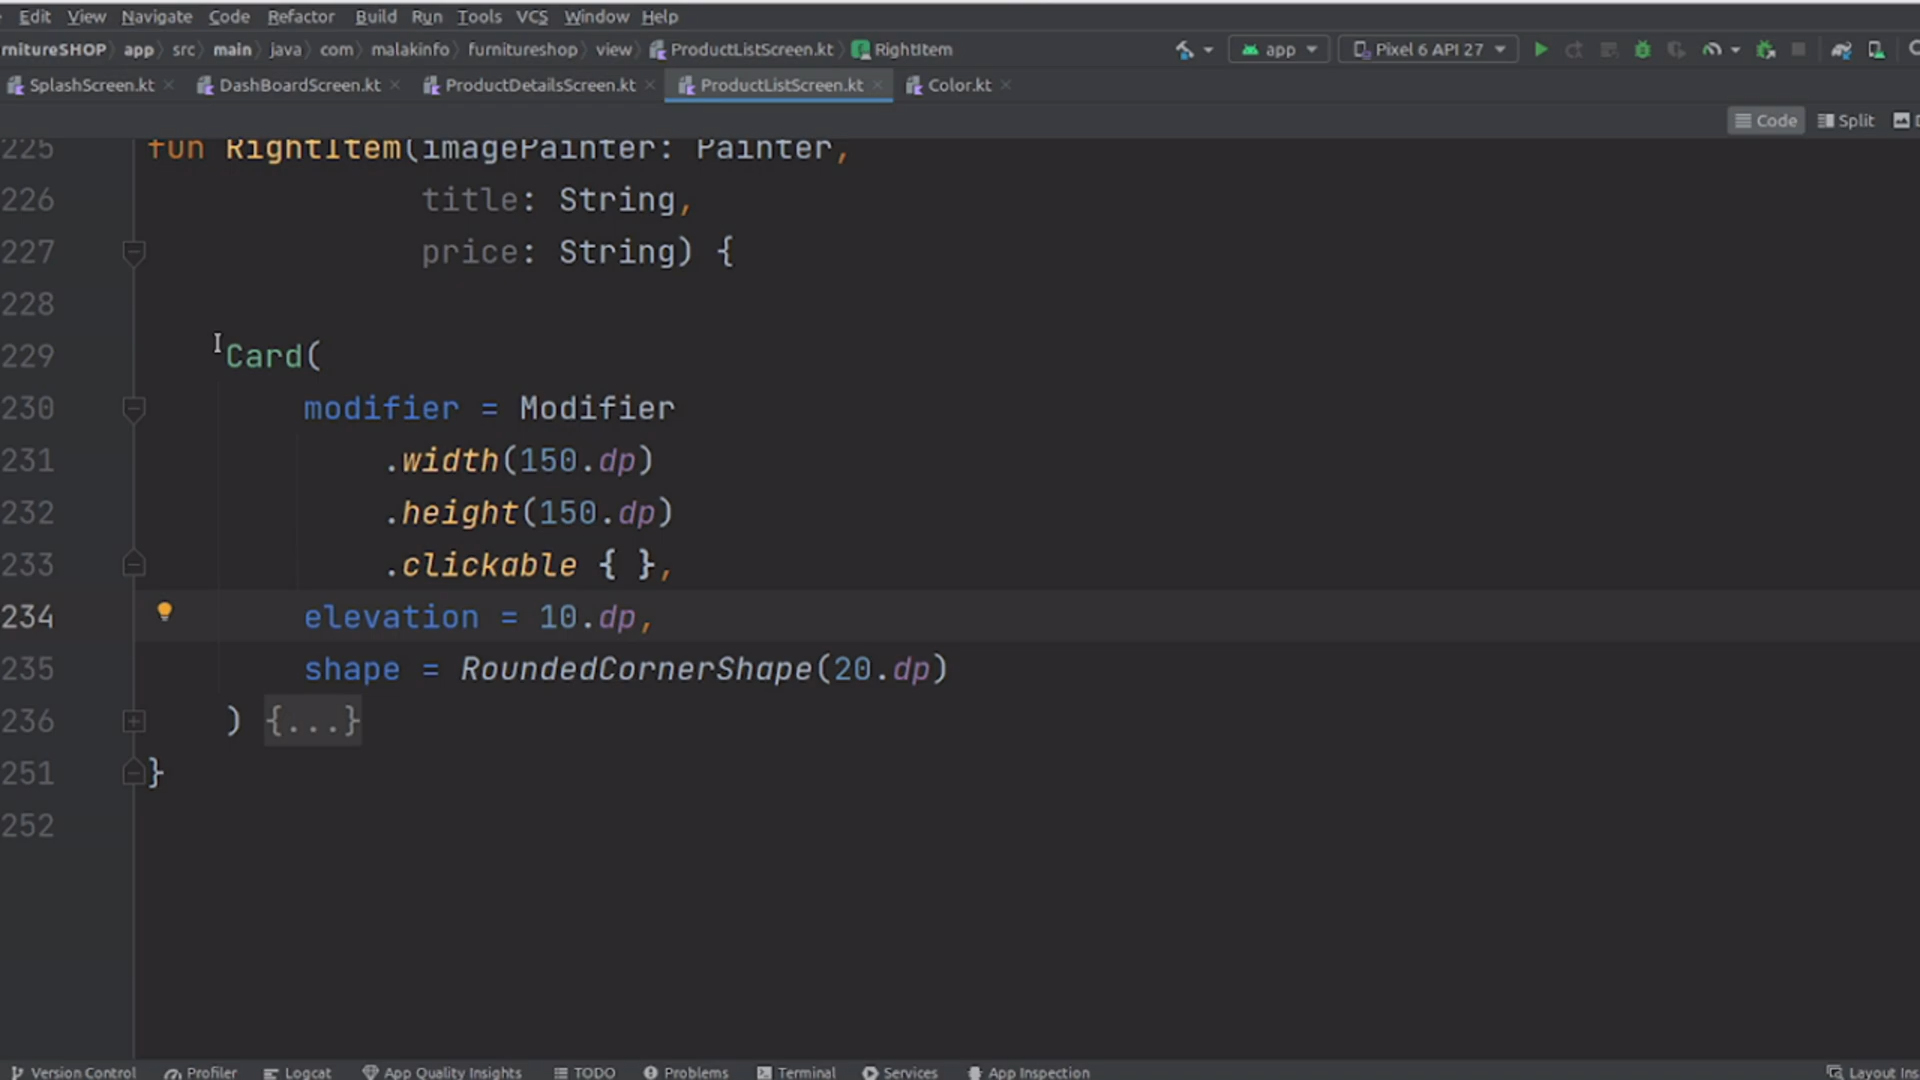 Edit View Navigate Code Refactor Build Run Tools VCS Window Help
rnitureSHOP app src main java com malakinfo furnitureshop view ProductListScreen.kt RightItem app Pixel 6 API 27
SplashScreen.kt DashBoardScreen.kt ProductDetailsScreen.kt ProductListScreen.kt Color.kt
Code Split
225 fun RightItem(imagePainter: Painter,
226 title: String,
227 price: String) {
228
229 Card(
230 modifier = Modifier
231 .width(150.dp)
232 .height(150.dp)
233 .clickable { },
234 elevation = 10.dp,
235 shape = RoundedCornerShape(20.dp)
236 ) {...}
251 }
252
Version Control Profiler Logcat App Quality Insights TODO Problems Terminal Services App Inspection Layout Ins